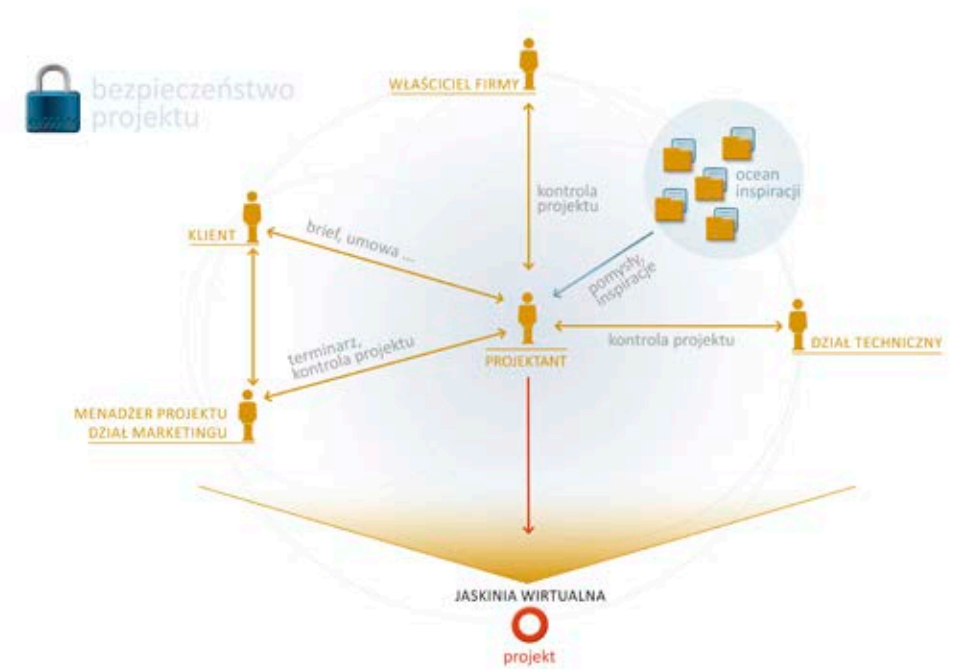 bezpieczeństwo
projektu
WŁAŚCICIEL FIRMY
ocean
inspiracji
kontrola
projektu
KLIENT
brief, umowa ...
pomysły,
inspiracje
terminarz,
kontrola projektu
PROJEKTANT
kontrola projektu
DZIAŁ TECHNICZNY
MENADŻER PROJEKTU
DZIAŁ MARKETINGU
JASKINIA WIRTUALNA
projekt